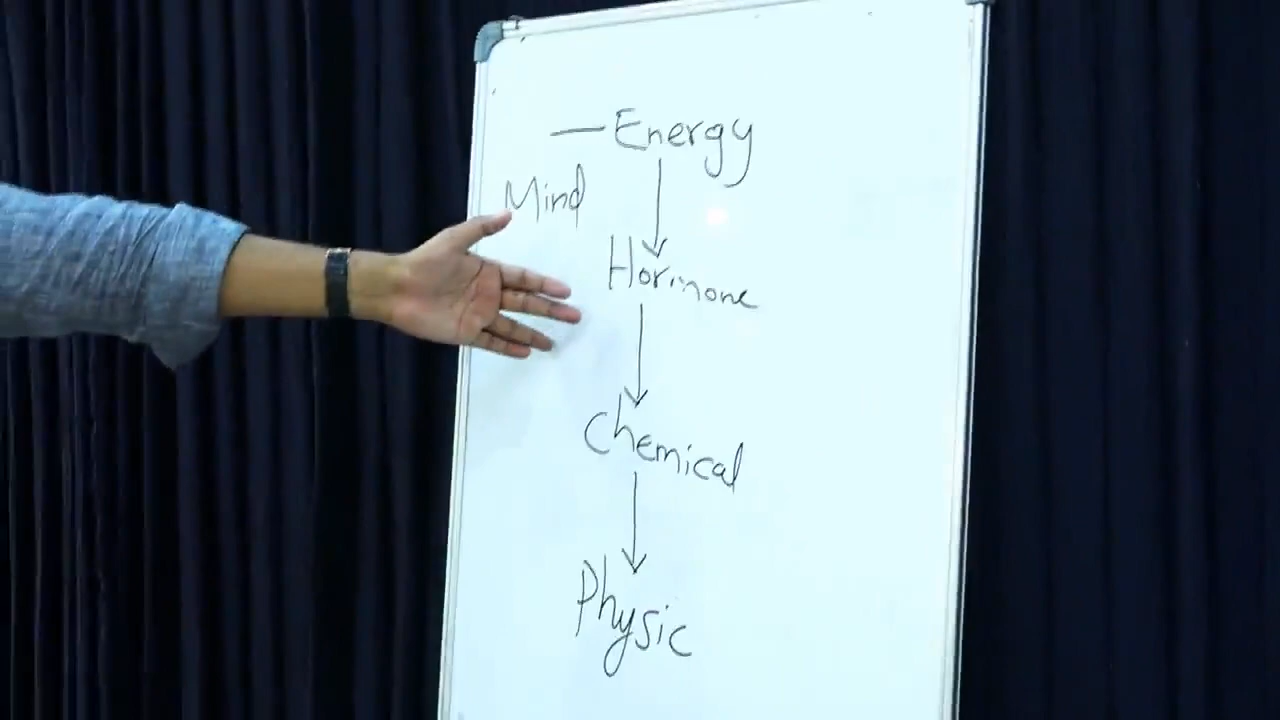 — Energy
Mind
Hormone
Chemical
Physic